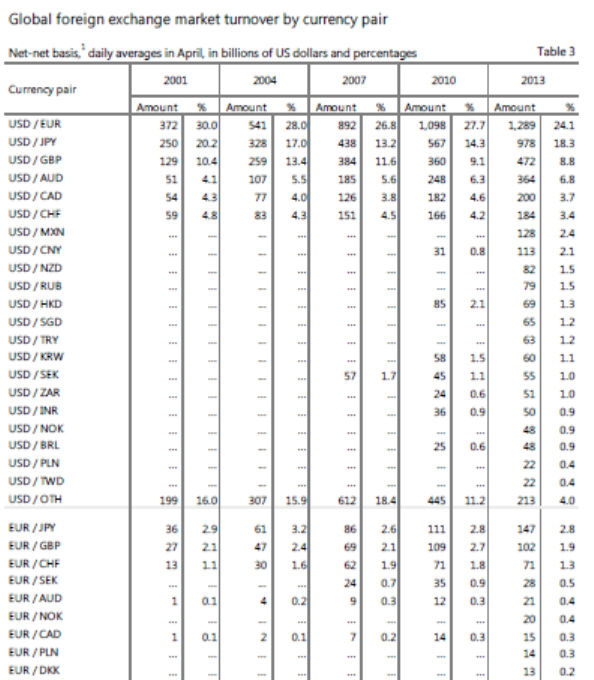 Global foreign exchange market turnover by currency pair
Net-net basis,1 daily averages in April, in billions of US dollars and percentages Table 3
Currency pair 2001 2004 2007 2010 2013
Amount % Amount % Amount % Amount % Amount %
USD / EUR 372 30.0 541 28.0 892 26.8 1,098 27.7 1,289 24.1
USD / JPY 250 20.2 328 17.0 438 13.2 567 14.3 978 18.3
USD / GBP 129 10.4 259 13.4 384 11.6 360 9.1 472 8.8
USD / AUD 51 4.1 107 5.5 185 5.6 248 6.3 364 6.8
USD / CAD 54 4.3 77 4.0 126 3.8 182 4.6 200 3.7
USD / CHF 59 4.8 83 4.3 151 4.5 166 4.2 184 3.4
USD / MXN ... ... ... ... ... ... ... ... 128 2.4
USD / CNY ... ... ... ... ... ... 31 0.8 113 2.1
USD / NZD ... ... ... ... ... ... ... ... 82 1.5
USD / RUB ... ... ... ... ... ... ... ... 79 1.5
USD / HKD ... ... ... ... ... ... 85 2.1 69 1.3
USD / SGD ... ... ... ... ... ... ... ... 65 1.2
USD / TRY ... ... ... ... ... ... ... ... 63 1.2
USD / KRW ... ... ... ... ... ... 58 1.5 60 1.1
USD / SEK ... ... ... ... 57 1.7 45 1.1 55 1.0
USD / ZAR ... ... ... ... ... ... 24 0.6 51 1.0
USD / INR ... ... ... ... ... ... 36 0.9 50 0.9
USD / NOK ... ... ... ... ... ... ... ... 48 0.9
USD / BRL ... ... ... ... ... ... 25 0.6 48 0.9
USD / PLN ... ... ... ... ... ... ... ... 22 0.4
USD / TWD ... ... ... ... ... ... ... ... 22 0.4
USD / OTH 199 16.0 307 15.9 612 18.4 445 11.2 213 4.0
EUR / JPY 36 2.9 61 3.2 86 2.6 111 2.8 147 2.8
EUR / GBP 27 2.1 47 2.4 69 2.1 109 2.7 102 1.9
EUR / CHF 13 1.1 30 1.6 62 1.9 71 1.8 71 1.3
EUR / SEK ... ... ... ... 24 0.7 35 0.9 28 0.5
EUR / AUD 1 0.1 4 0.2 9 0.3 12 0.3 21 0.4
EUR / NOK ... ... ... ... ... ... ... ... 20 0.4
EUR / CAD 1 0.1 2 0.1 7 0.2 14 0.3 15 0.3
EUR / PLN ... ... ... ... ... ... ... ... 14 0.3
EUR / DKK ... ... ... ... ... ... ... ... 13 0.2